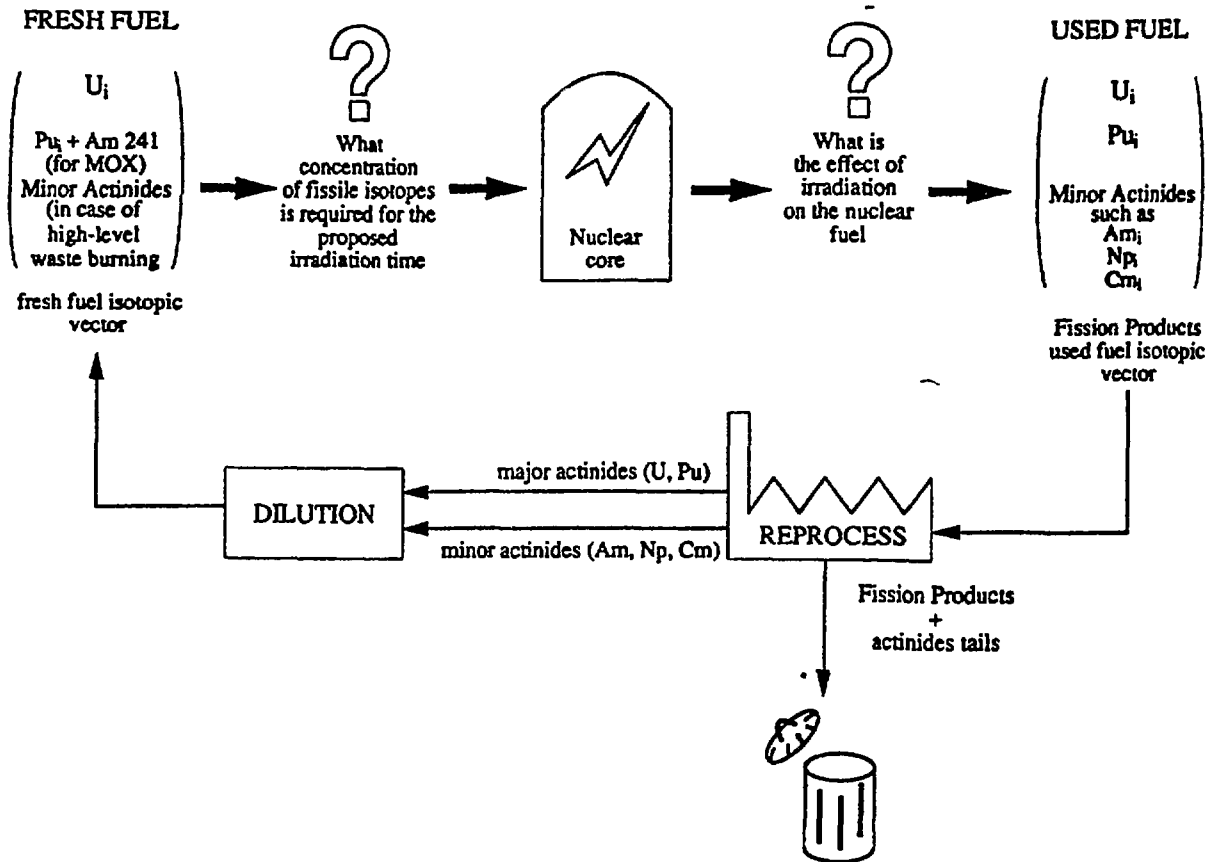 FRESH FUEL
U_i
Pu_i + Am 241
(for MOX)
Minor Actinides
(in case of
high-level
waste burning
fresh fuel isotopic
vector
?
What
concentration
of fissile isotopes
is required for the
proposed
irradiation time
Nuclear
core
?
What is
the effect of
irradiation
on the nuclear
fuel
USED FUEL
U_i
Pu_i
Minor Actinides
such as
Am_i
Np_i
Cm_i
Fission Products
used fuel isotopic
vector
major actinides (U, Pu)
DILUTION
minor actinides (Am, Np, Cm)
REPROCESS
Fission Products
+
actinides tails